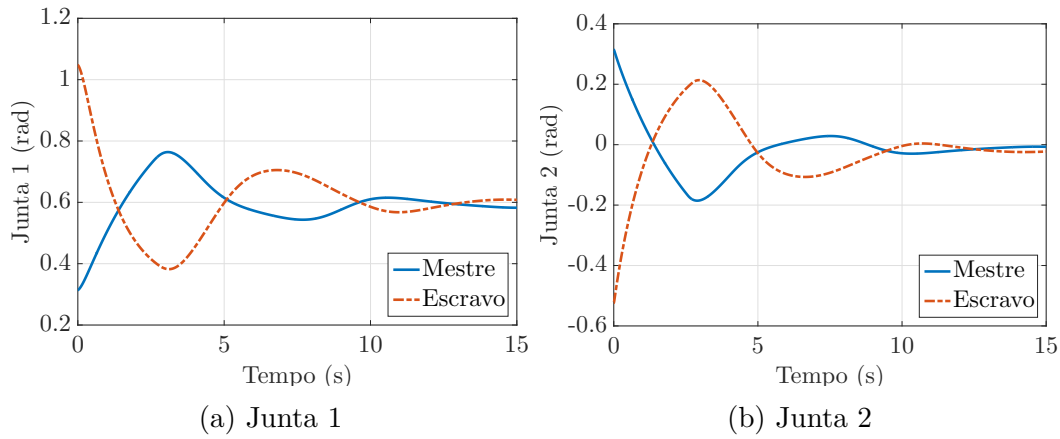 1.2
1
0.8
0.6
0.4
0.2
Junta 1 (rad)
0
5
10
15
Tempo (s)
Mestre
Escravo
(a) Junta 1
0.4
0.2
0
-0.2
-0.4
-0.6
Junta 2 (rad)
0
5
10
15
Tempo (s)
Mestre
Escravo
(b) Junta 2